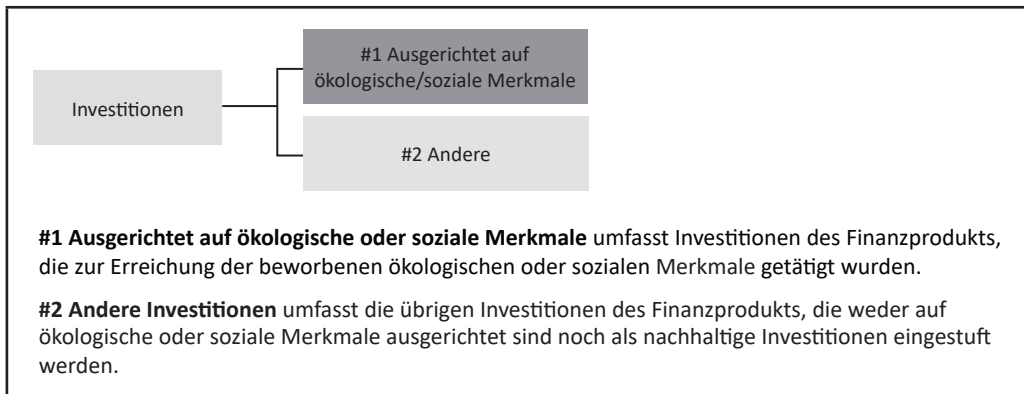 #1 Ausgerichtet auf
ökologische/soziale Merkmale
Investitionen
#2 Andere
#1 Ausgerichtet auf ökologische oder soziale Merkmale umfasst Investitionen des Finanzprodukts,
die zur Erreichung der beworbenen ökologischen oder sozialen Merkmale getätigt wurden.
#2 Andere Investitionen umfasst die übrigen Investitionen des Finanzprodukts, die weder auf
ökologische oder soziale Merkmale ausgerichtet sind noch als nachhaltige Investitionen eingestuft
werden.